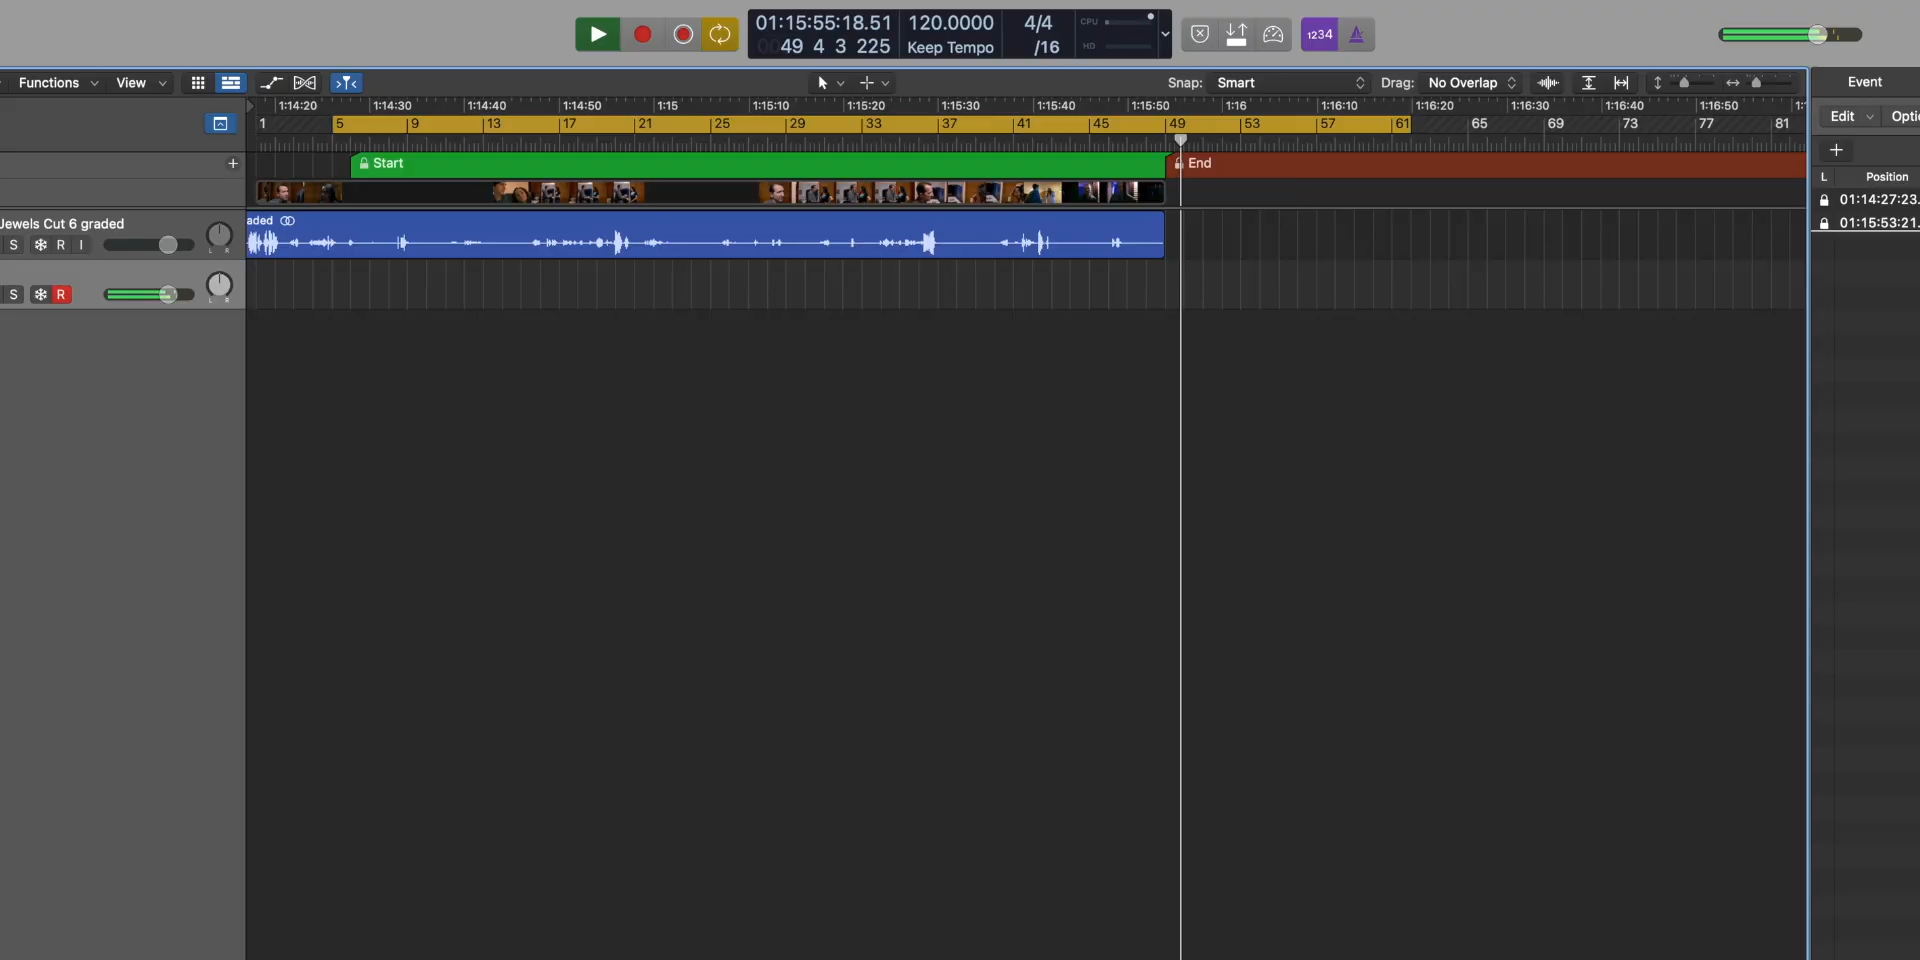 01:15:55:18.51 120.0000 4/4 CPU
0049 4 3 225 Keep Tempo /16 HD
1234
Functions View Snap: Smart Drag: No Overlap Event
1:14:20 1:14:30 1:14:40 1:14:50 1:15 1:15:10 1:15:20 1:15:30 1:15:40 1:15:50 1:16 1:16:10 1:16:20 1:16:30 1:16:40 1:16:50
1 5 9 13 17 21 25 29 33 37 41 45 49 53 57 61 65 69 73 77 81
Edit Optio
Start End
L Position
01:14:27:23.
01:15:53:21.
Jewels Cut 6 graded
aded
S R I
L R
S R
L R